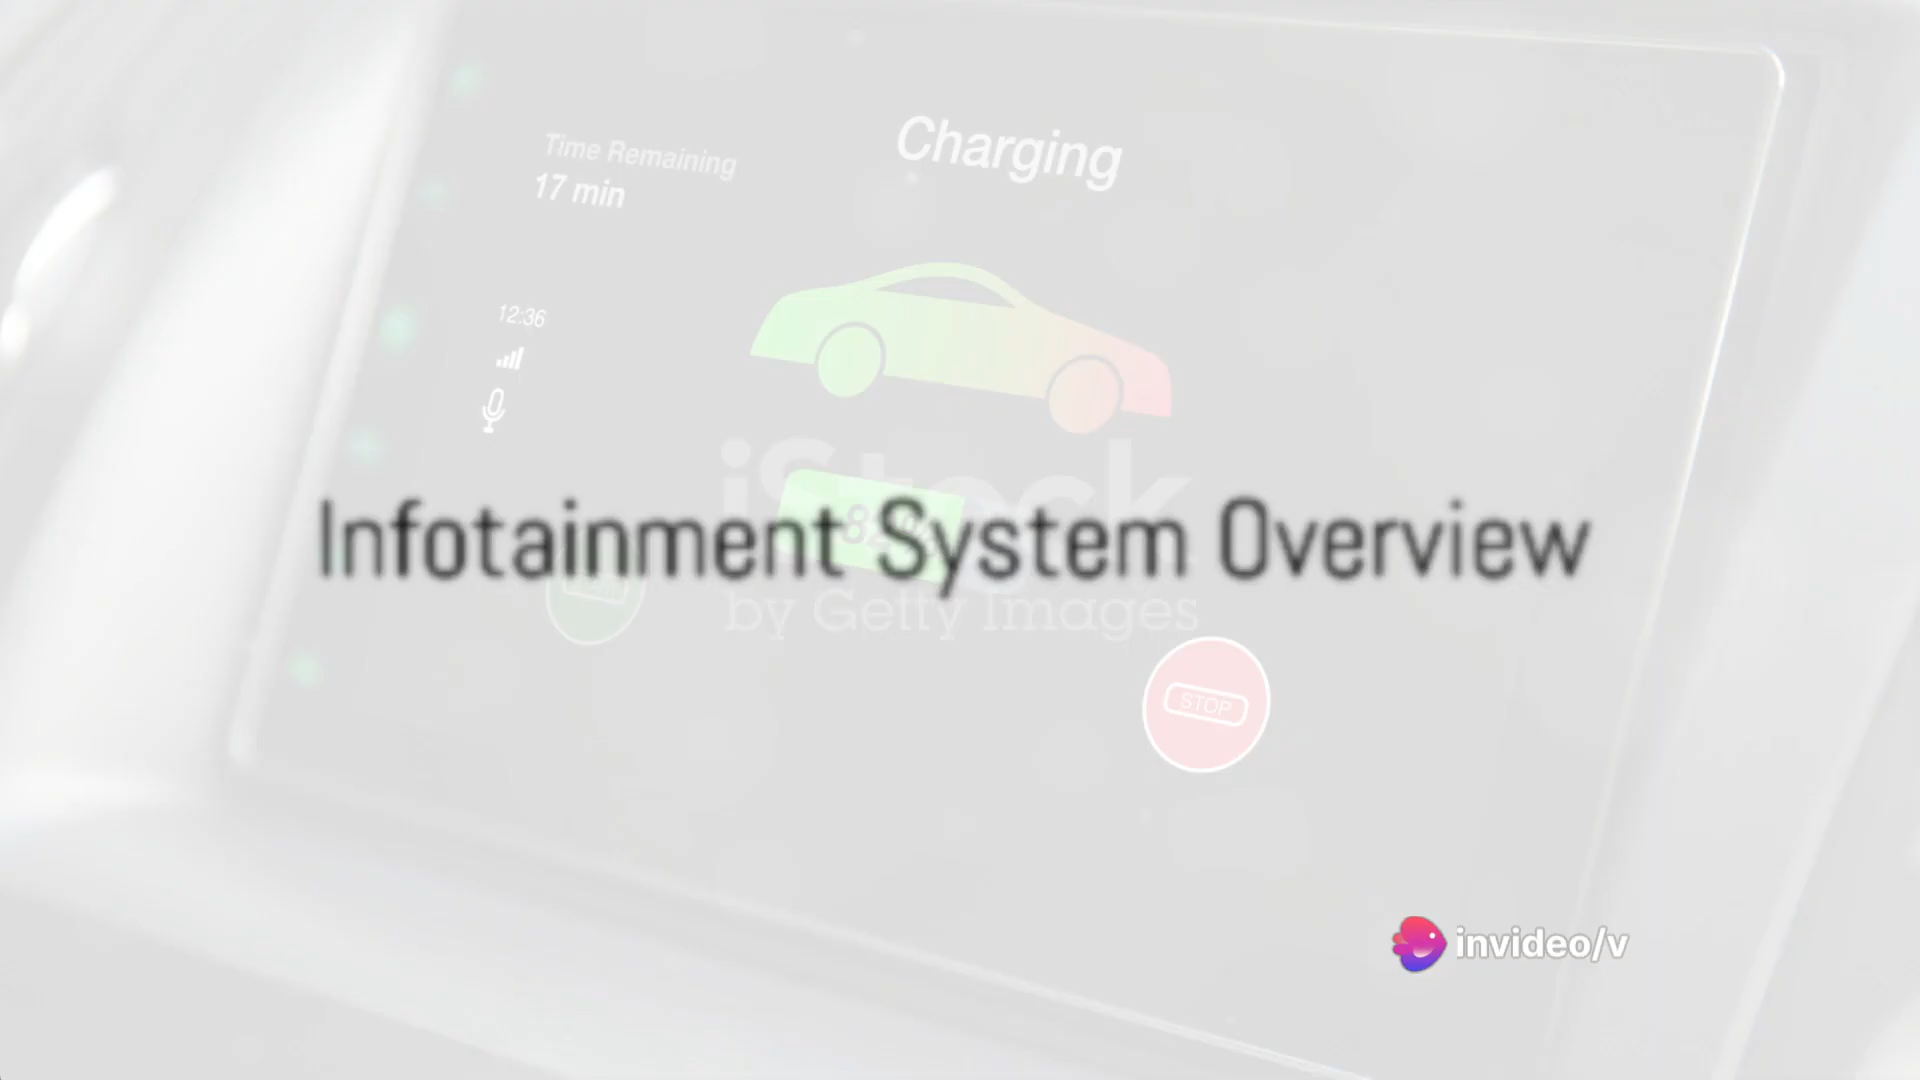 Charging
Time Remaining
17 min
12:36
iStock
Infotainment System Overview
by Getty Images
STOP
invideo/v